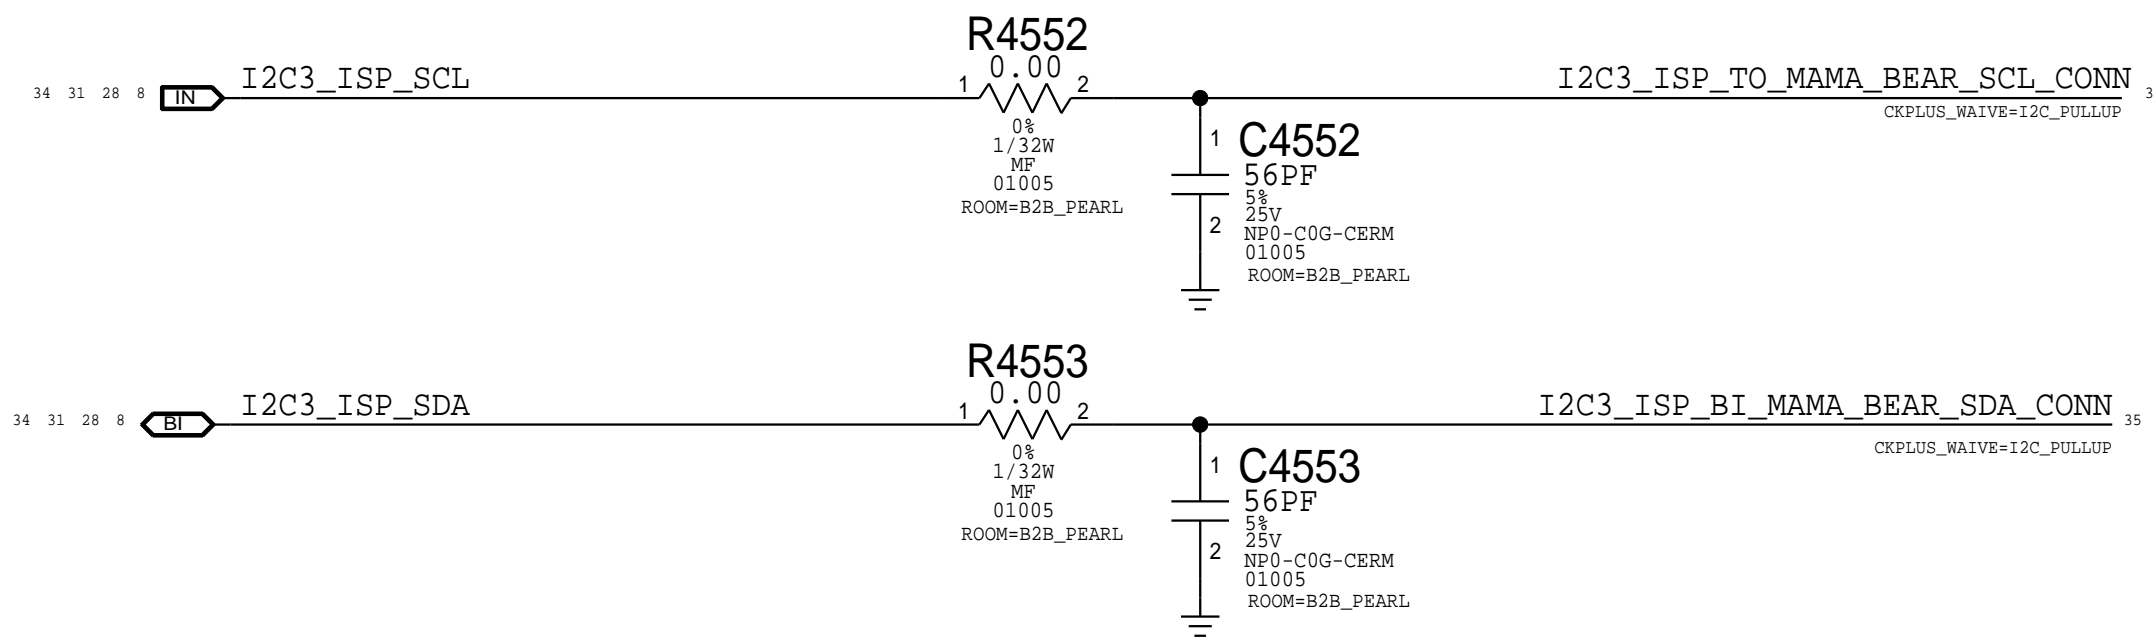 R4552
0.00
34 31 28 8 IN I2C3_ISP_SCL 1 2 I2C3_ISP_TO_MAMA_BEAR_SCL_CONN 3
CKPLUS_WAIVE=I2C_PULLUP
0%
1/32W
MF
01005
ROOM=B2B_PEARL
1 C4552
56PF
5%
25V
2 NP0-C0G-CERM
01005
ROOM=B2B_PEARL
R4553
0.00
34 31 28 8 BI I2C3_ISP_SDA 1 2 I2C3_ISP_BI_MAMA_BEAR_SDA_CONN 35
CKPLUS_WAIVE=I2C_PULLUP
0%
1/32W
MF
01005
ROOM=B2B_PEARL
1 C4553
56PF
5%
25V
2 NP0-C0G-CERM
01005
ROOM=B2B_PEARL